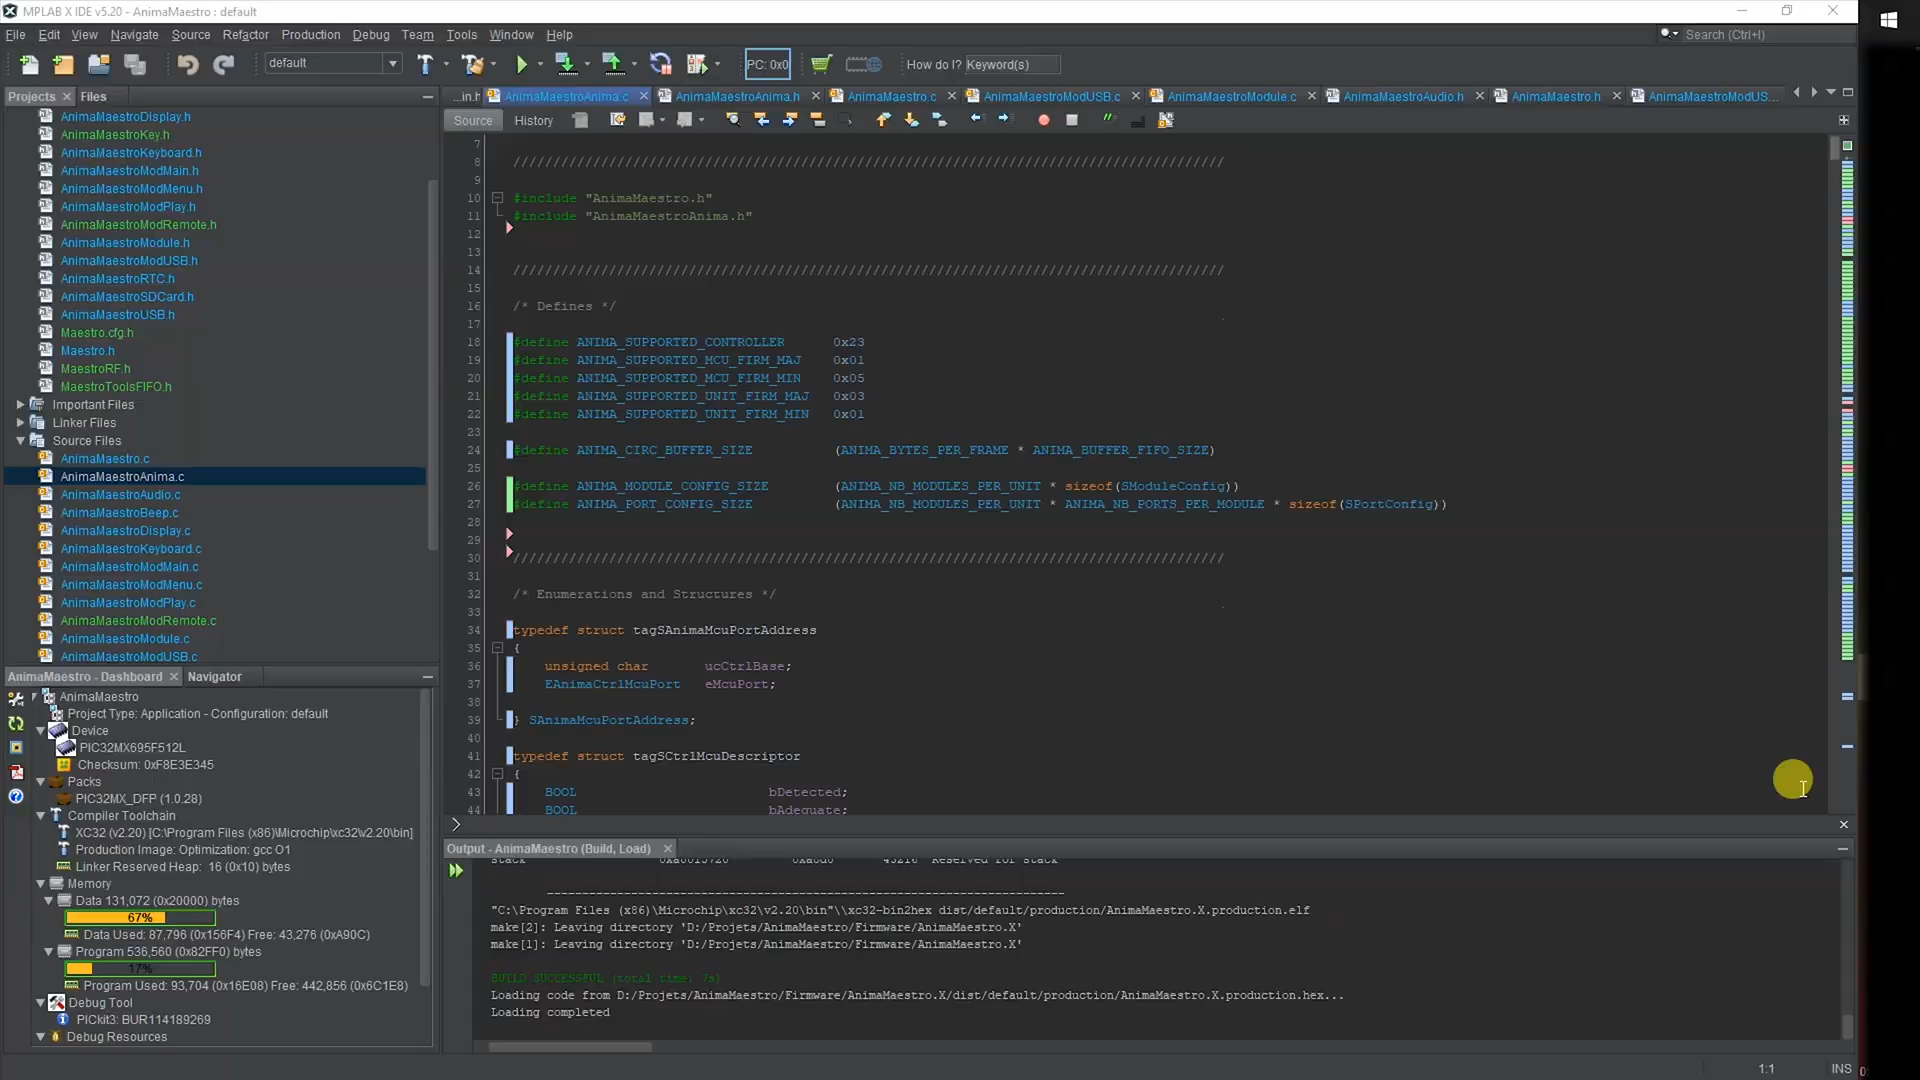 MPLAB X IDE v5.20 - AnimaMaestro : default
File Edit View Navigate Source Refactor Production Debug Team Tools Window Help
Search (Ctrl+I)
default
PC: 0x0
How do I? Keyword(s)
Projects Files
AnimaMaestroDisplay.h
AnimaMaestroKey.h
AnimaMaestroKeyboard.h
AnimaMaestroModMain.h
AnimaMaestroModMenu.h
AnimaMaestroModPlay.h
AnimaMaestroModRemote.h
AnimaMaestroModule.h
AnimaMaestroModUSB.h
AnimaMaestroRTC.h
AnimaMaestroSDCard.h
AnimaMaestroUSB.h
Maestro.cfg.h
Maestro.h
MaestroRF.h
MaestroToolsFIFO.h
Important Files
Linker Files
Source Files
AnimaMaestro.c
AnimaMaestroAnima.c
AnimaMaestroAudio.c
AnimaMaestroBeep.c
AnimaMaestroDisplay.c
AnimaMaestroKeyboard.c
AnimaMaestroModMain.c
AnimaMaestroModMenu.c
AnimaMaestroModPlay.c
AnimaMaestroModRemote.c
AnimaMaestroModule.c
AnimaMaestroModUSB.c
AnimaMaestro - Dashboard Navigator
AnimaMaestro
Project Type: Application - Configuration: default
Device
PIC32MX695F512L
Checksum: 0xF8E3E345
Packs
PIC32MX_DFP (1.0.28)
Compiler Toolchain
XC32 (v2.20) [C:\Program Files (x86)\Microchip\xc32\v2.20\bin]
Production Image: Optimization: gcc O1
Linker Reserved Heap: 16 (0x10) bytes
Memory
Data 131,072 (0x20000) bytes
67%
Data Used: 87,796 (0x156F4) Free: 43,276 (0xA90C)
Program 536,560 (0x82FF0) bytes
17%
Program Used: 93,704 (0x16E08) Free: 442,856 (0x6C1E8)
Debug Tool
PICkit3: BUR114189269
Debug Resources
...in.h AnimaMaestroAnima.c AnimaMaestroAnima.h AnimaMaestro.c AnimaMaestroModUSB.c AnimaMaestroModule.c AnimaMaestroAudio.h AnimaMaestro.h AnimaMaestroModUS...
Source History
7
8 /////////////////////////////////////////////////////////////////////////////////////////
9
10 #include "AnimaMaestro.h"
11 #include "AnimaMaestroAnima.h"
12
13
14 /////////////////////////////////////////////////////////////////////////////////////////
15
16 /* Defines */
17
18 #define ANIMA_SUPPORTED_CONTROLLER 0x23
19 #define ANIMA_SUPPORTED_MCU_FIRM_MAJ 0x01
20 #define ANIMA_SUPPORTED_MCU_FIRM_MIN 0x05
21 #define ANIMA_SUPPORTED_UNIT_FIRM_MAJ 0x03
22 #define ANIMA_SUPPORTED_UNIT_FIRM_MIN 0x01
23
24 #define ANIMA_CIRC_BUFFER_SIZE (ANIMA_BYTES_PER_FRAME * ANIMA_BUFFER_FIFO_SIZE)
25
26 #define ANIMA_MODULE_CONFIG_SIZE (ANIMA_NB_MODULES_PER_UNIT * sizeof(SModuleConfig))
27 #define ANIMA_PORT_CONFIG_SIZE (ANIMA_NB_MODULES_PER_UNIT * ANIMA_NB_PORTS_PER_MODULE * sizeof(SPortConfig))
28
29
30 /////////////////////////////////////////////////////////////////////////////////////////
31
32 /* Enumerations and Structures */
33
34 typedef struct tagSAnimaMcuPortAddress
35 {
36 unsigned char ucCtrlBase;
37 EAnimaCtrlMcuPort eMcuPort;
38
39 } SAnimaMcuPortAddress;
40
41 typedef struct tagSCtrlMcuDescriptor
42 {
43 BOOL bDetected;
44 BOOL bAdequate;
Output - AnimaMaestro (Build, Load)
stack 0xa0015720 0xa8d0 43216 Reserved for stack
--------------------------------------------------------------------------
"C:\Program Files (x86)\Microchip\xc32\v2.20\bin"\\xc32-bin2hex dist/default/production/AnimaMaestro.X.production.elf
make[2]: Leaving directory 'D:/Projets/AnimaMaestro/Firmware/AnimaMaestro.X'
make[1]: Leaving directory 'D:/Projets/AnimaMaestro/Firmware/AnimaMaestro.X'
BUILD SUCCESSFUL (total time: 7s)
Loading code from D:/Projets/AnimaMaestro/Firmware/AnimaMaestro.X/dist/default/production/AnimaMaestro.X.production.hex...
Loading completed
1:1 INS